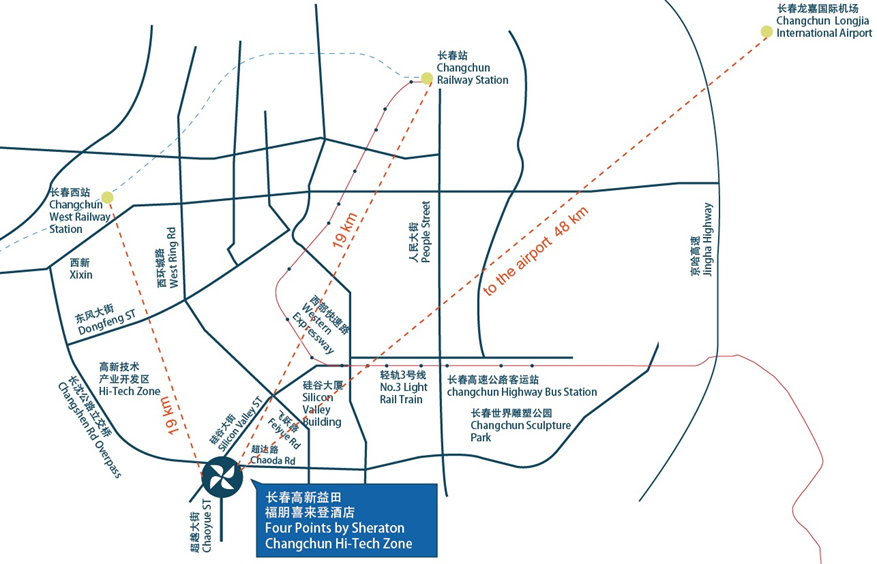 长春龙嘉国际机场
Changchun Longjia
International Airport
长春站
Changchun
Railway Station
长春西站
Changchun
West Railway
Station
西新
Xixin
西环城路
West Ring Rd
19 km
人民大街
People Street
to the airport 48 km
京哈高速
Jingha Highway
东风大街
Dongfeng ST
西部快速路
Western
Expressway
高新技术
产业开发区
Hi-Tech Zone
长沈公路立交桥
Changshen Rd Overpass
19 km
硅谷大街
Silicon Valley ST
飞跃路
Feiyue Rd
硅谷大厦
Silicon
Valley
Building
轻轨3号线
No.3 Light
Rail Train
长春高速公路客运站
changchun Highway Bus Station
长春世界雕塑公园
Changchun Sculpture
Park
超达路
Chaoda Rd
超越大街
Chaoyue ST
长春高新益田
福朋喜来登酒店
Four Points by Sheraton
Changchun Hi-Tech Zone